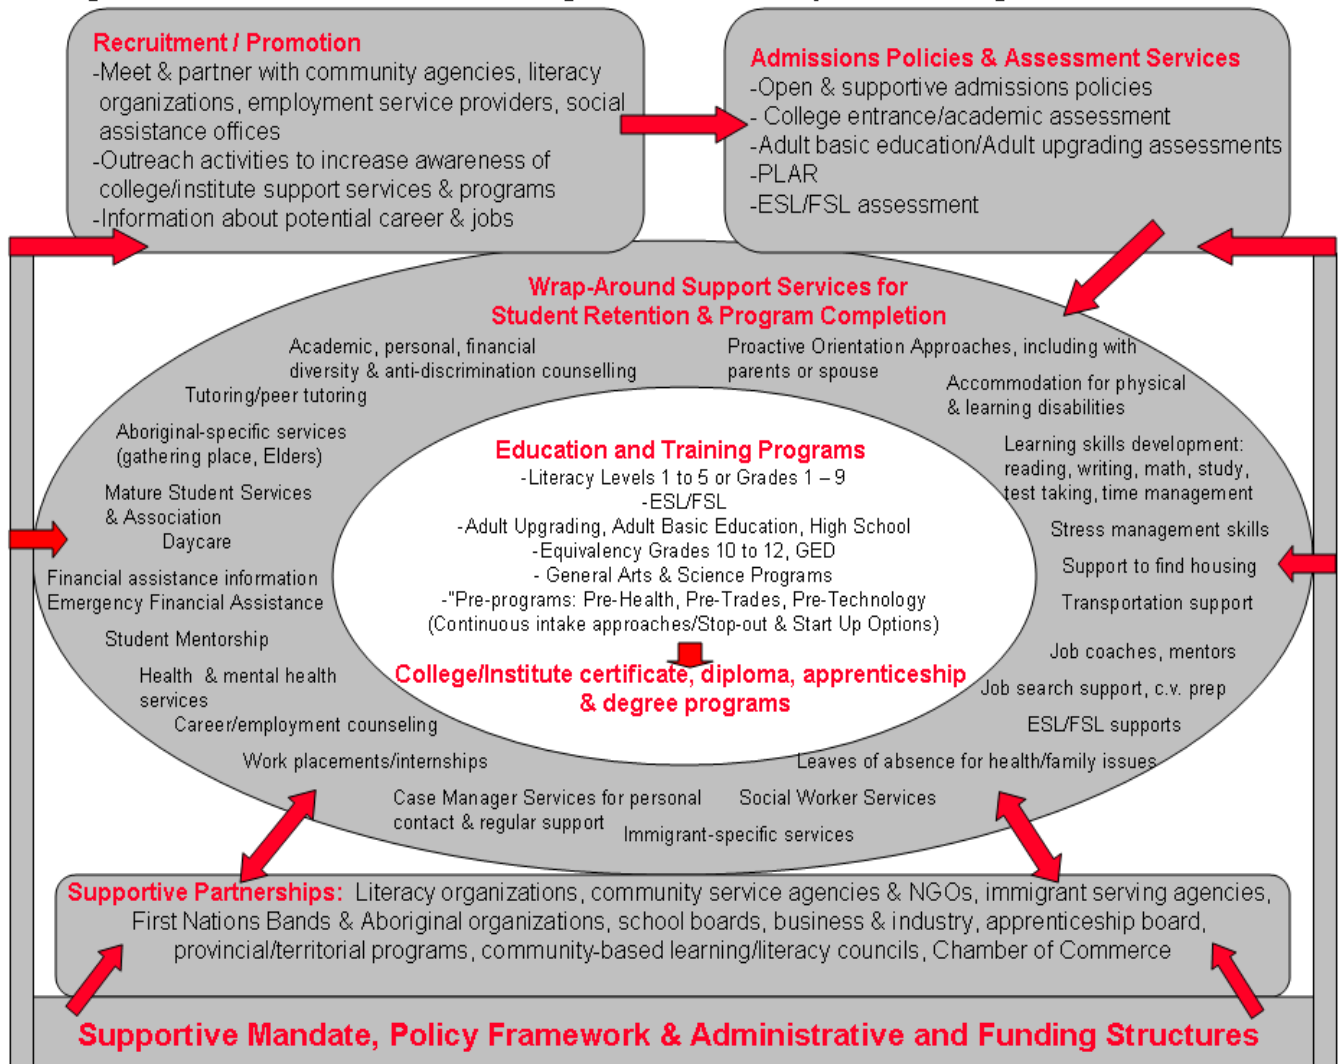 Recruitment / Promotion
-Meet & partner with community agencies, literacy
organizations, employment service providers, social
assistance offices
-Outreach activities to increase awareness of
college/institute support services & programs
-Information about potential career & jobs
Admissions Policies & Assessment Services
-Open & supportive admissions policies
- College entrance/academic assessment
-Adult basic education/Adult upgrading assessments
-PLAR
-ESL/FSL assessment
Wrap-Around Support Services for
Student Retention & Program Completion
Academic, personal, financial
diversity & anti-discrimination counselling
Tutoring/peer tutoring
Aboriginal-specific services
(gathering place, Elders)
Mature Student Services
& Association
Daycare
Financial assistance information
Emergency Financial Assistance
Student Mentorship
Health & mental health
services
Career/employment counseling
Work placements/internships
Case Manager Services for personal
contact & regular support
Proactive Orientation Approaches, including with
parents or spouse
Accommodation for physical
& learning disabilities
Learning skills development:
reading, writing, math, study,
test taking, time management
Stress management skills
Support to find housing
Transportation support
Job coaches, mentors
Job search support, c.v. prep
ESL/FSL supports
Leaves of absence for health/family issues
Social Worker Services
Immigrant-specific services
Education and Training Programs
-Literacy Levels 1 to 5 or Grades 1 – 9
-ESL/FSL
-Adult Upgrading, Adult Basic Education, High School
-Equivalency Grades 10 to 12, GED
- General Arts & Science Programs
-"Pre-programs: Pre-Health, Pre-Trades, Pre-Technology
(Continuous intake approaches/Stop-out & Start Up Options)
College/Institute certificate, diploma, apprenticeship
& degree programs
Supportive Partnerships: Literacy organizations, community service agencies & NGOs, immigrant serving agencies,
First Nations Bands & Aboriginal organizations, school boards, business & industry, apprenticeship board,
provincial/territorial programs, community-based learning/literacy councils, Chamber of Commerce
Supportive Mandate, Policy Framework & Administrative and Funding Structures